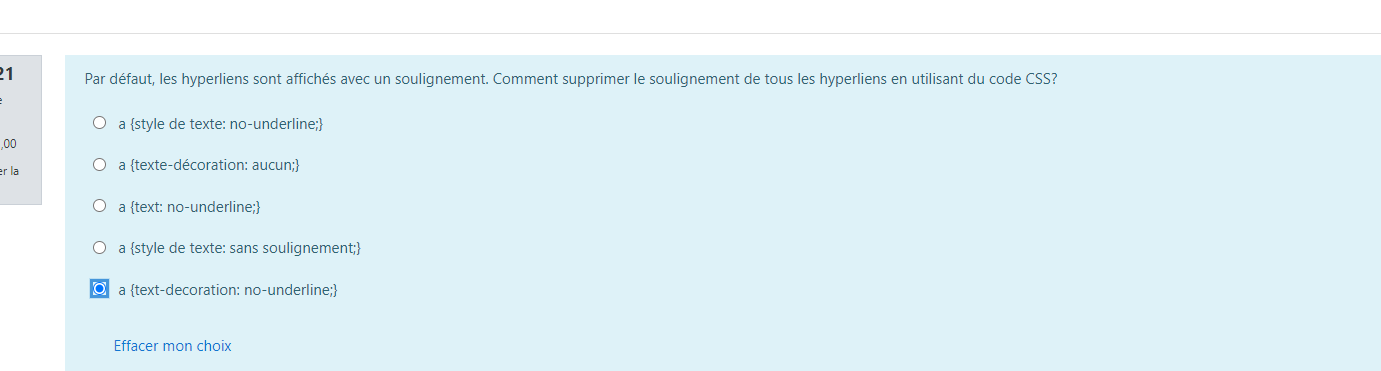 21
Par défaut, les hyperliens sont affichés avec un soulignement. Comment supprimer le soulignement de tous les hyperliens en utilisant du code CSS?
e
a {style de texte: no-underline;}
,00
a {texte-décoration: aucun;}
er la
a {text: no-underline;}
a {style de texte: sans soulignement;}
a {text-decoration: no-underline;}
Effacer mon choix